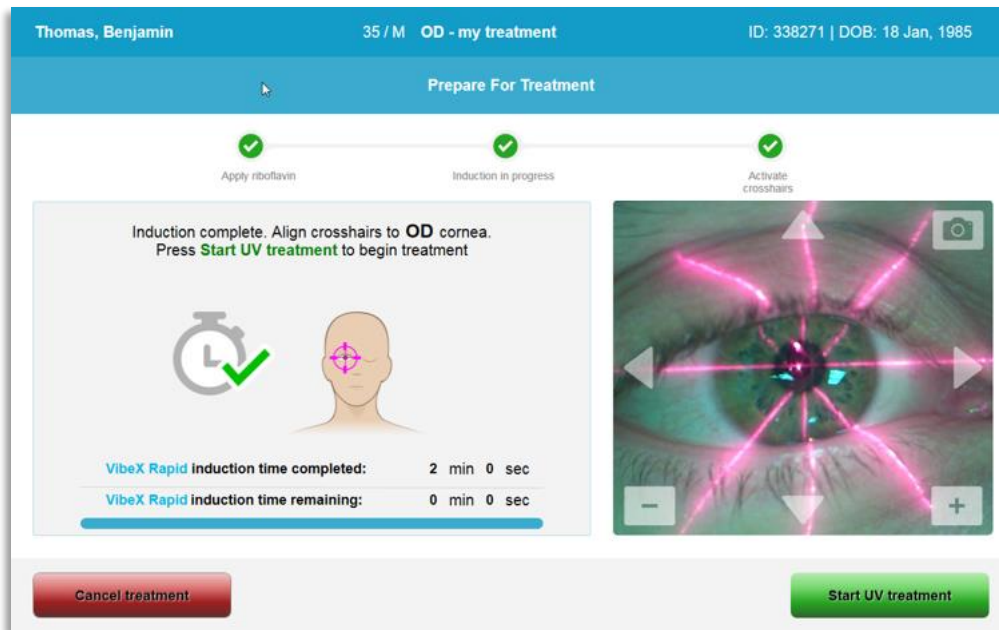 Thomas, Benjamin 35 / M OD - my treatment ID: 338271 | DOB: 18 Jan, 1985
Prepare For Treatment
Apply riboflavin Induction in progress Activate
crosshairs
Induction complete. Align crosshairs to OD cornea.
Press Start UV treatment to begin treatment
VibeX Rapid induction time completed: 2 min 0 sec
VibeX Rapid induction time remaining: 0 min 0 sec
Cancel treatment Start UV treatment